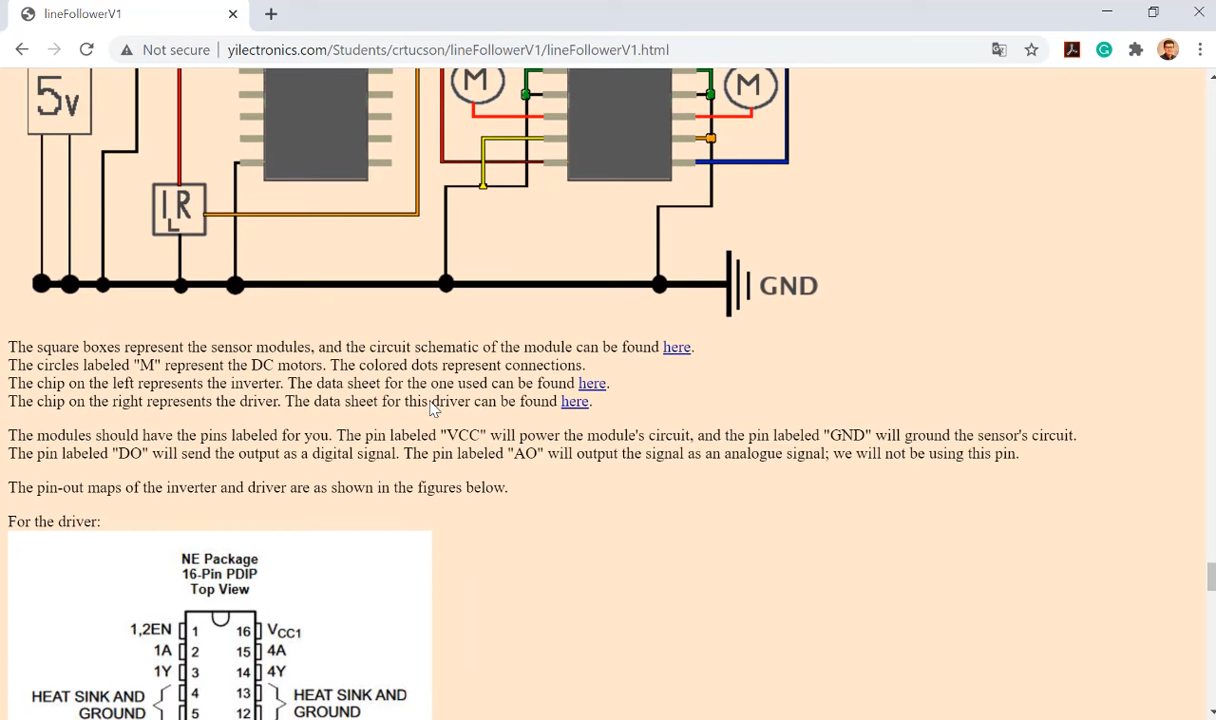 lineFollowerV1
Not secure
yilectronics.com/Students/crtucson/lineFollowerV1/lineFollowerV1.html
5v
M
M
IR
L
GND
The square boxes represent the sensor modules, and the circuit schematic of the module can be found here.
The circles labeled "M" represent the DC motors. The colored dots represent connections.
The chip on the left represents the inverter. The data sheet for the one used can be found here.
The chip on the right represents the driver. The data sheet for this driver can be found here.
The modules should have the pins labeled for you. The pin labeled "VCC" will power the module's circuit, and the pin labeled "GND" will ground the sensor's circuit.
The pin labeled "DO" will send the output as a digital signal. The pin labeled "AO" will output the signal as an analogue signal; we will not be using this pin.
The pin-out maps of the inverter and driver are as shown in the figures below.
For the driver:
NE Package
16-Pin PDIP
Top View
1,2EN 1 16 VCC1
1A 2 15 4A
1Y 3 14 4Y
HEAT SINK AND 4 13 HEAT SINK AND
GROUND 5 12 GROUND